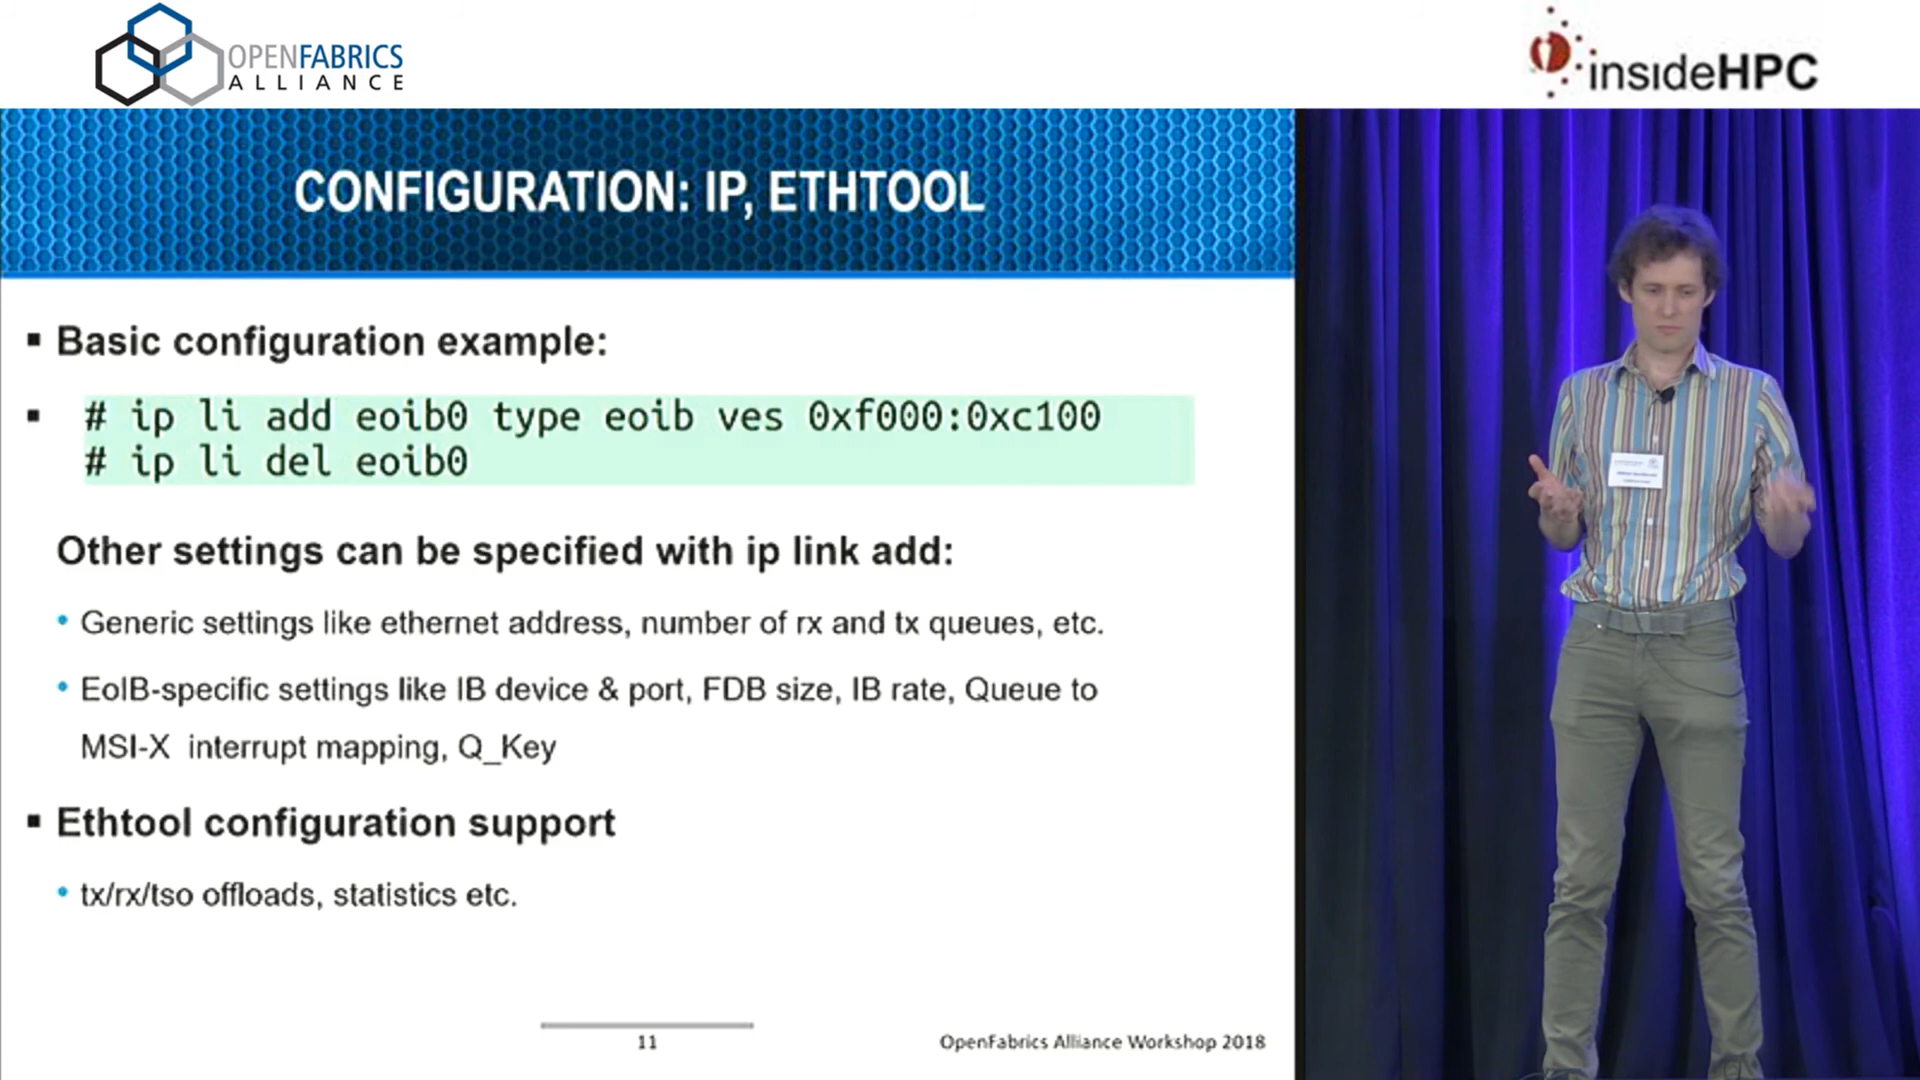 OPENFABRICS
ALLIANCE
insideHPC
CONFIGURATION: IP, ETHTOOL
▪ Basic configuration example:
▪ # ip li add eoib0 type eoib ves 0xf000:0xc100
# ip li del eoib0
Other settings can be specified with ip link add:
• Generic settings like ethernet address, number of rx and tx queues, etc.
• EoIB-specific settings like IB device & port, FDB size, IB rate, Queue to
MSI-X interrupt mapping, Q_Key
▪ Ethtool configuration support
• tx/rx/tso offloads, statistics etc.
11
OpenFabrics Alliance Workshop 2018